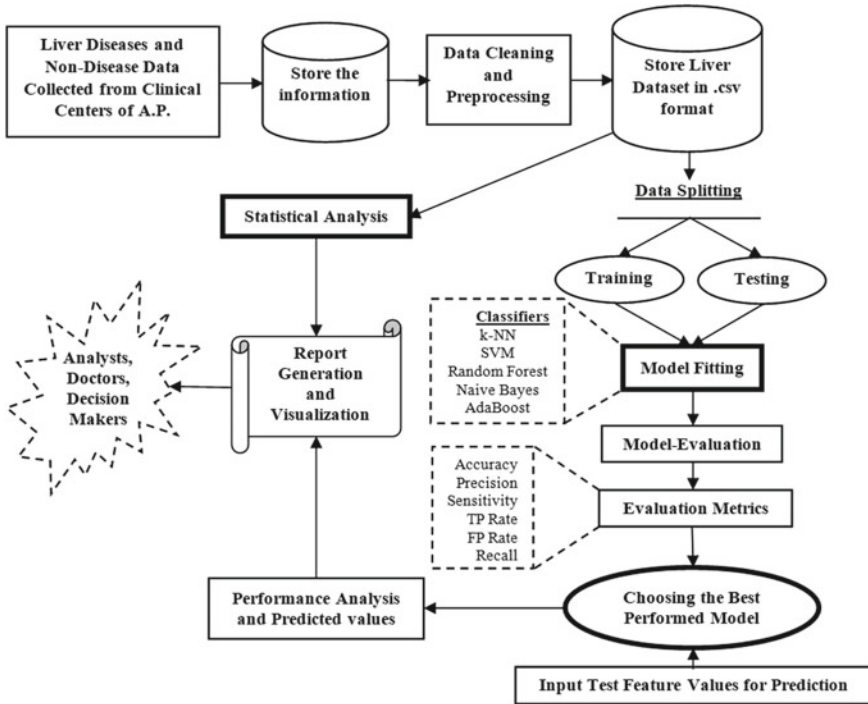 Liver Diseases and
Non-Disease Data
Collected from Clinical
Centers of A.P.
Store the
information
Data Cleaning
and
Preprocessing
Store Liver
Dataset in .csv
format
Data Splitting
Statistical Analysis
Training
Testing
Classifiers
k-NN
SVM
Random Forest
Naive Bayes
AdaBoost
Model Fitting
Analysts,
Doctors,
Decision
Makers
Report
Generation
and
Visualization
Model-Evaluation
Accuracy
Precision
Sensitivity
TP Rate
FP Rate
Recall
Evaluation Metrics
Performance Analysis
and Predicted values
Choosing the Best
Performed Model
Input Test Feature Values for Prediction